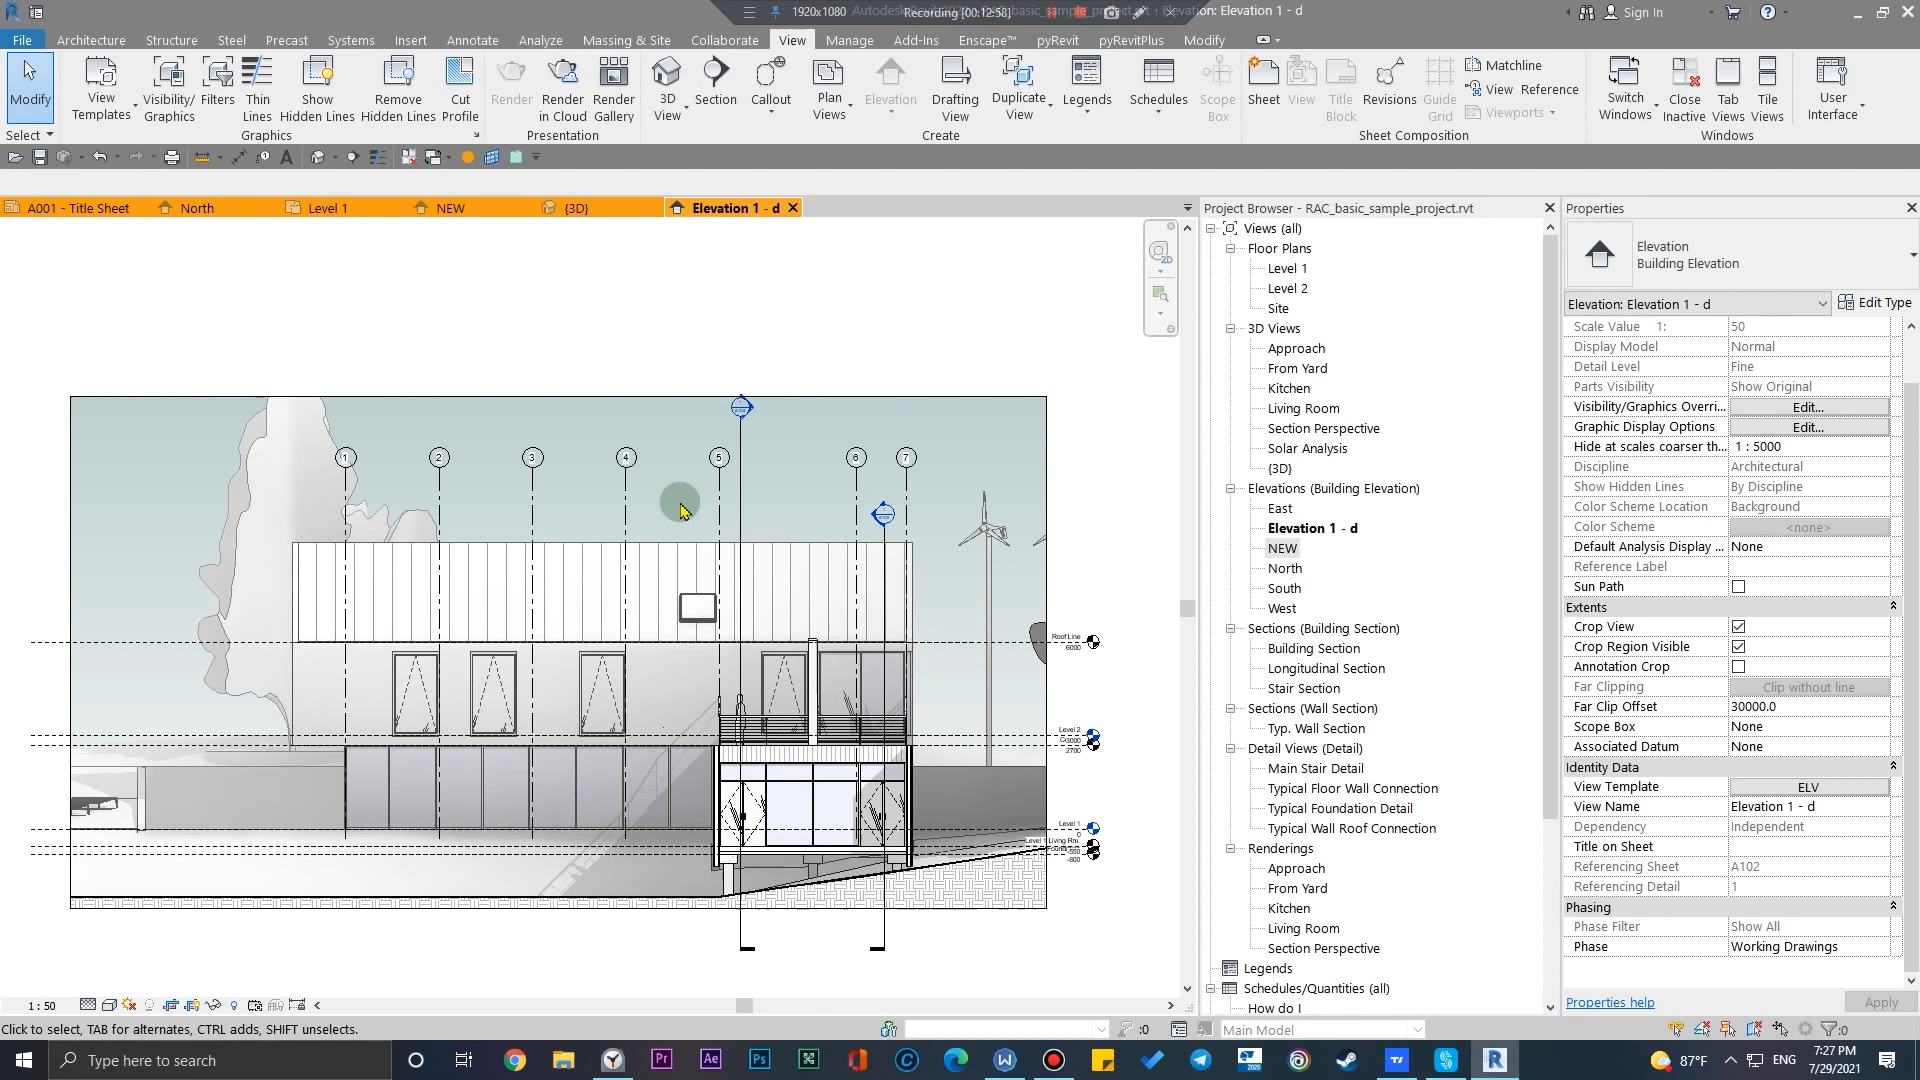 1920x1080 Recording [00:12:58] : Elevation 1 - d Sign In
File Architecture Structure Steel Precast Systems Insert Annotate Analyze Massing & Site Collaborate View Manage Add-Ins Enscape™ pyRevit pyRevitPlus Modify
Modify
View Templates
Visibility/ Graphics
Filters
Thin Lines
Show Hidden Lines
Remove Hidden Lines
Cut Profile
Render
Render in Cloud
Render Gallery
3D View
Section
Callout
Plan Views
Elevation
Drafting View
Duplicate View
Legends
Schedules
Scope Box
Sheet
View
Title Block
Revisions
Guide Grid
Matchline
View Reference
Viewports
Switch Windows
Close Inactive
Tab Views
Tile Views
User Interface
Select Graphics Presentation Create Sheet Composition Windows
A001 - Title Sheet North Level 1 NEW {3D} Elevation 1 - d
2D
1 2 3 4 5 6 7
Roof Line
6000
Level 2
3000
2700
Level 1
0
Level 1 Living Rm.
-550
-800
Project Browser - RAC_basic_sample_project.rvt
Views (all)
Floor Plans
Level 1
Level 2
Site
3D Views
Approach
From Yard
Kitchen
Living Room
Section Perspective
Solar Analysis
{3D}
Elevations (Building Elevation)
East
Elevation 1 - d
NEW
North
South
West
Sections (Building Section)
Building Section
Longitudinal Section
Stair Section
Sections (Wall Section)
Typ. Wall Section
Detail Views (Detail)
Main Stair Detail
Typical Floor Wall Connection
Typical Foundation Detail
Typical Wall Roof Connection
Renderings
Approach
From Yard
Kitchen
Living Room
Section Perspective
Legends
Schedules/Quantities (all)
How do I
Properties
Elevation
Building Elevation
Elevation: Elevation 1 - d Edit Type
Scale Value 1: 50
Display Model Normal
Detail Level Fine
Parts Visibility Show Original
Visibility/Graphics Overri... Edit...
Graphic Display Options Edit...
Hide at scales coarser th... 1 : 5000
Discipline Architectural
Show Hidden Lines By Discipline
Color Scheme Location Background
Color Scheme <none>
Default Analysis Display ... None
Reference Label
Sun Path
Extents
Crop View
Crop Region Visible
Annotation Crop
Far Clipping Clip without line
Far Clip Offset 30000.0
Scope Box None
Associated Datum None
Identity Data
View Template ELV
View Name Elevation 1 - d
Dependency Independent
Title on Sheet
Referencing Sheet A102
Referencing Detail 1
Phasing
Phase Filter Show All
Phase Working Drawings
Properties help Apply
1 : 50
Click to select, TAB for alternates, CTRL adds, SHIFT unselects. :0 Main Model :0
Type here to search Pr Ae Ps 87°F ENG 7:27 PM
7/29/2021